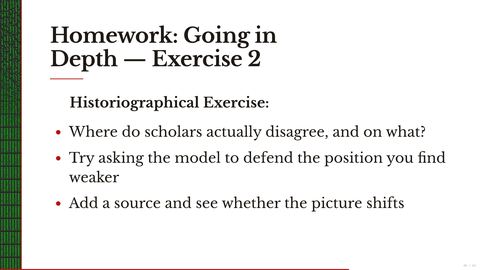 Homework: Going in
Depth — Exercise 2
Historiographical Exercise:
• Where do scholars actually disagree, and on what?
• Try asking the model to defend the position you find
weaker
• Add a source and see whether the picture shifts